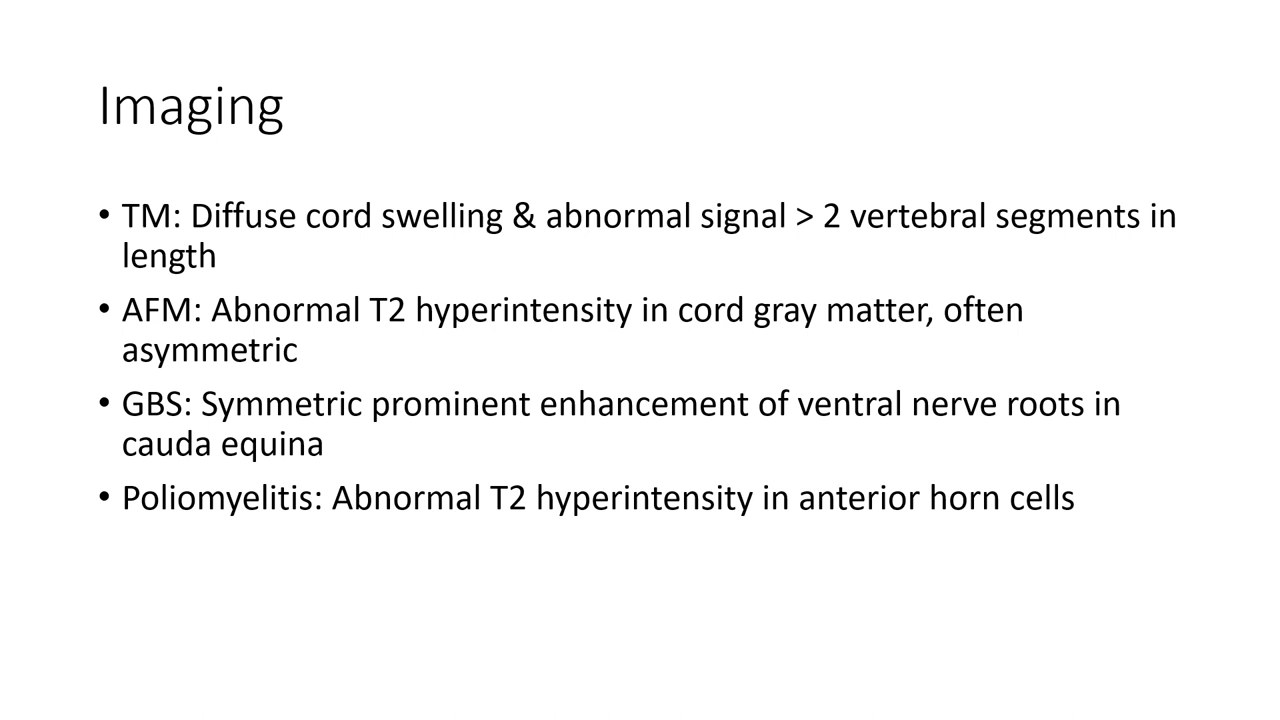 Imaging
• TM: Diffuse cord swelling & abnormal signal > 2 vertebral segments in
length
• AFM: Abnormal T2 hyperintensity in cord gray matter, often
asymmetric
• GBS: Symmetric prominent enhancement of ventral nerve roots in
cauda equina
• Poliomyelitis: Abnormal T2 hyperintensity in anterior horn cells